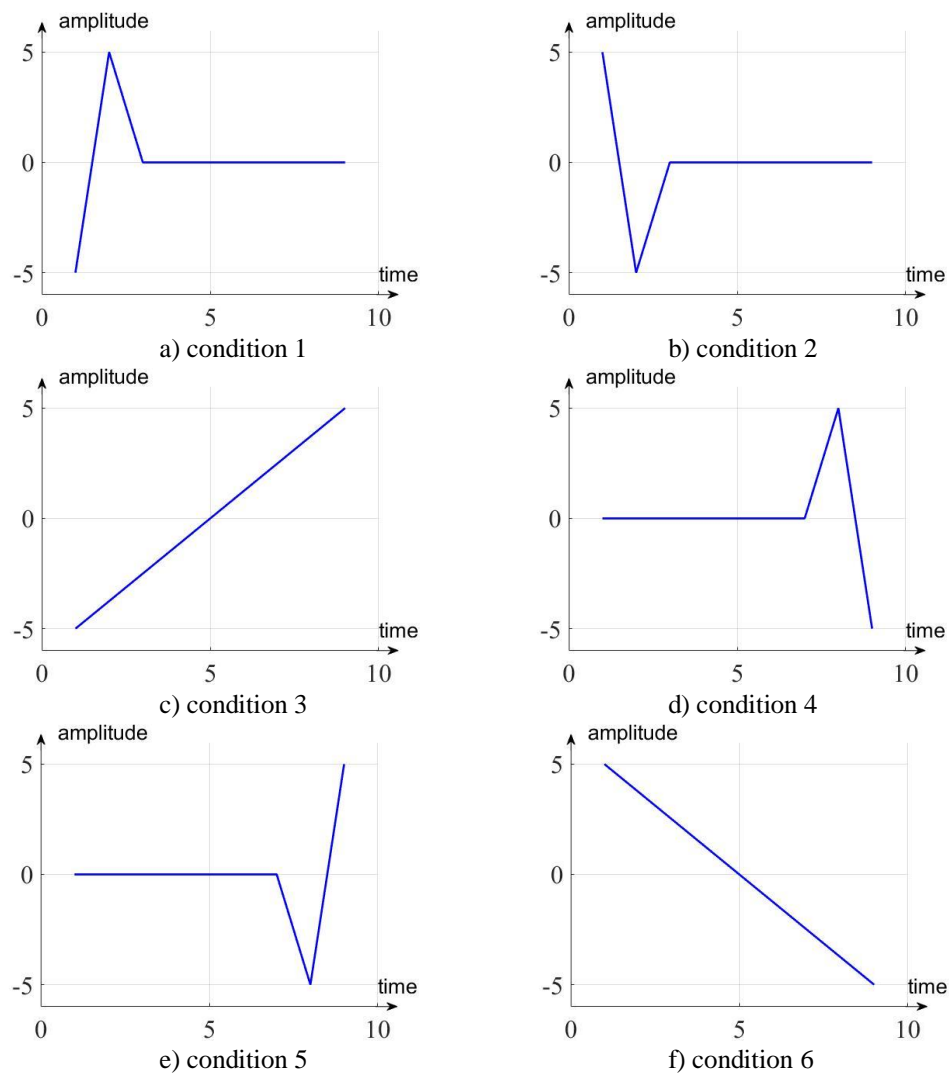 amplitude
5
0
-5
time
0 5 10
a) condition 1
amplitude
5
0
-5
time
0 5 10
b) condition 2
amplitude
5
0
-5
time
0 5 10
c) condition 3
amplitude
5
0
-5
time
0 5 10
d) condition 4
amplitude
5
0
-5
time
0 5 10
e) condition 5
amplitude
5
0
-5
time
0 5 10
f) condition 6